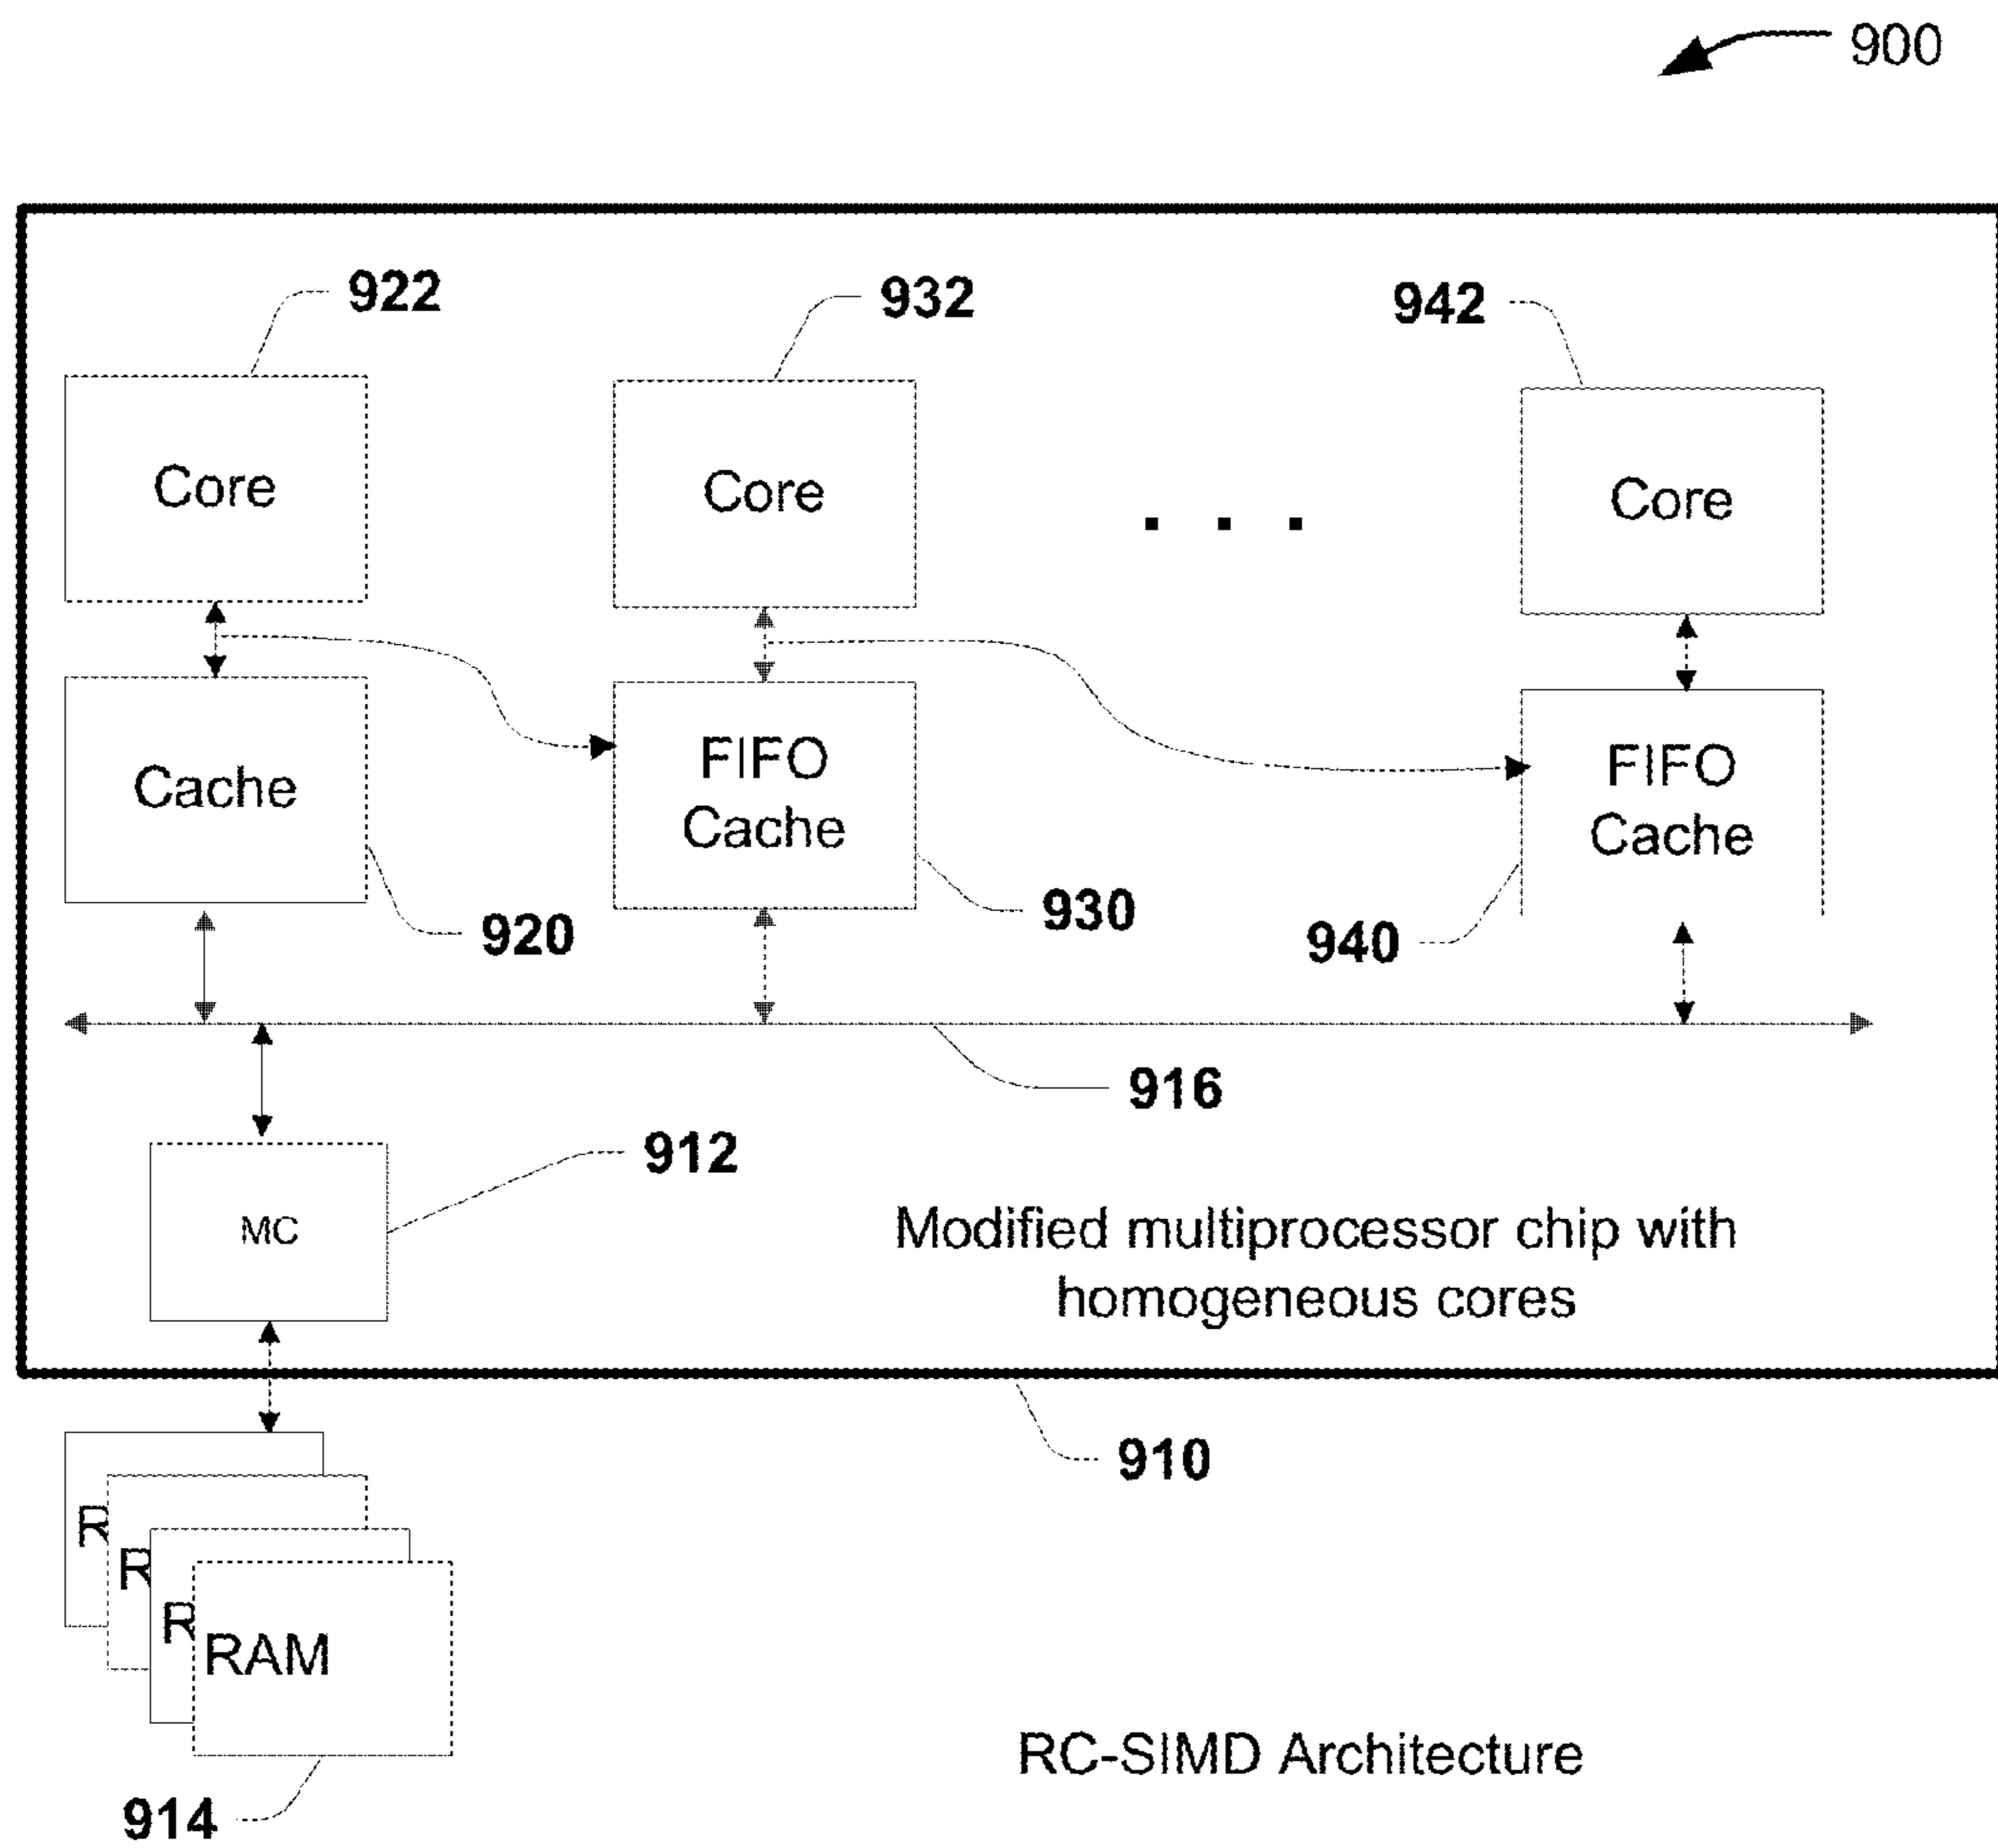 900
922
932
942
Core
Core
Core
Cache
FIFO
Cache
FIFO
Cache
920
930
940
916
912
MC
Modified multiprocessor chip with
homogeneous cores
910
R
R
R
RAM
914
RC-SIMD Architecture